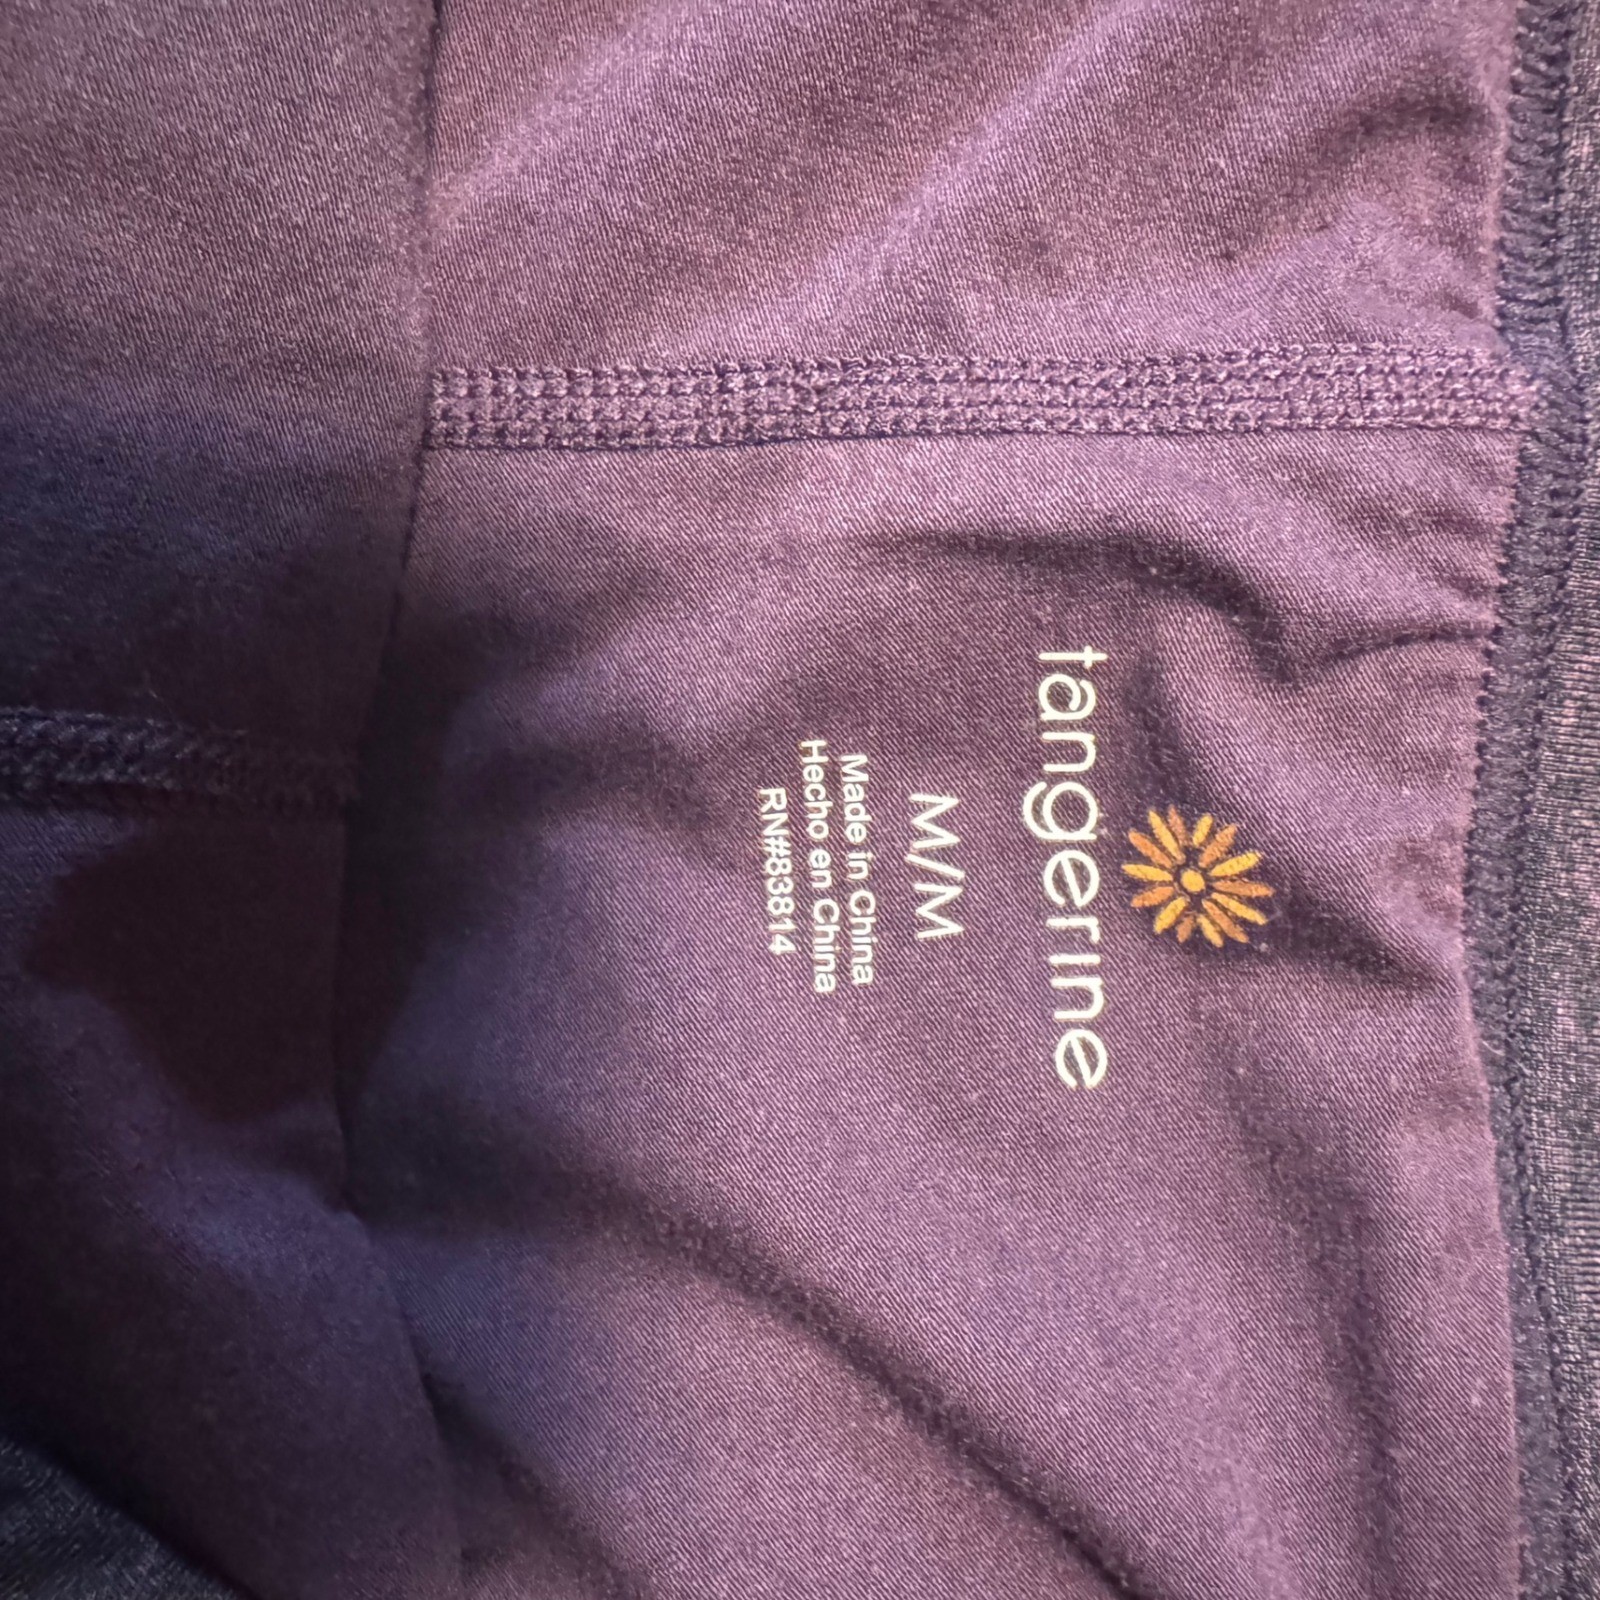 tangerine
M/M
Made in China
Hecho en China
RN#83814